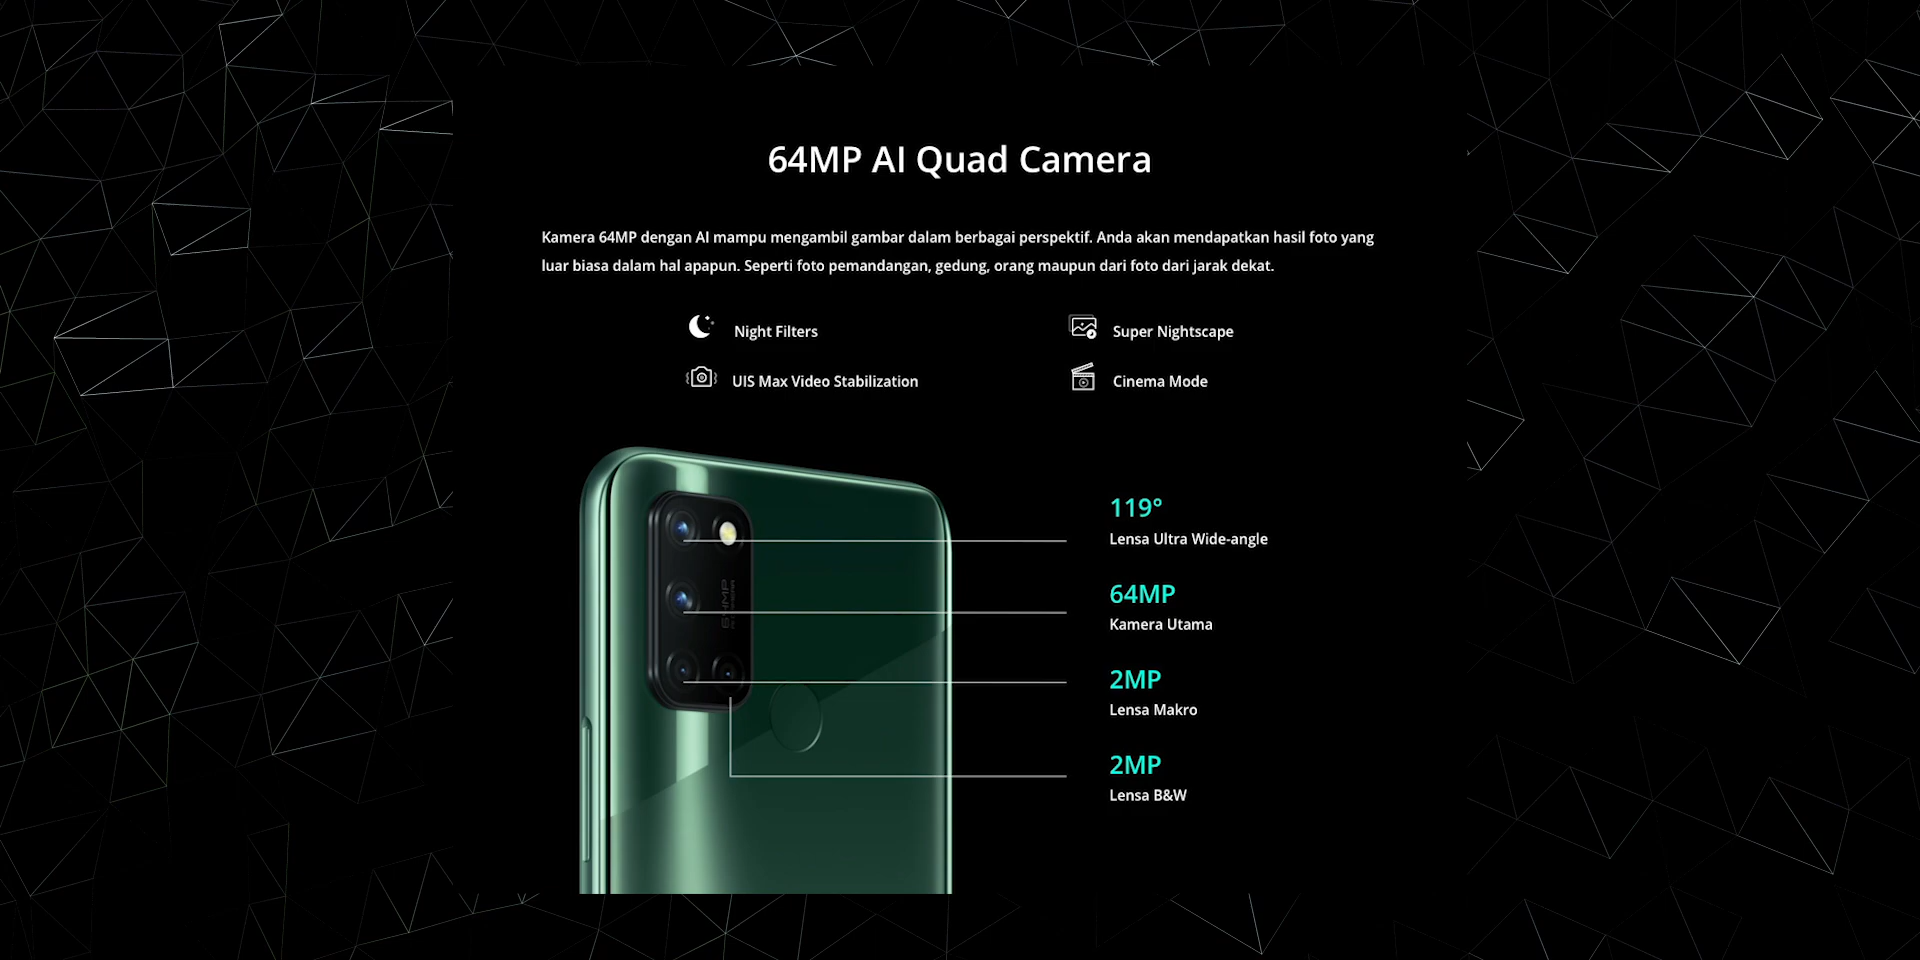 64MP AI Quad Camera
Kamera 64MP dengan AI mampu mengambil gambar dalam berbagai perspektif. Anda akan mendapatkan hasil foto yang
luar biasa dalam hal apapun. Seperti foto pemandangan, gedung, orang maupun dari foto dari jarak dekat.
Night Filters
Super Nightscape
UIS Max Video Stabilization
Cinema Mode
119°
Lensa Ultra Wide-angle
64MP
Kamera Utama
2MP
Lensa Makro
2MP
Lensa B&W
64MP